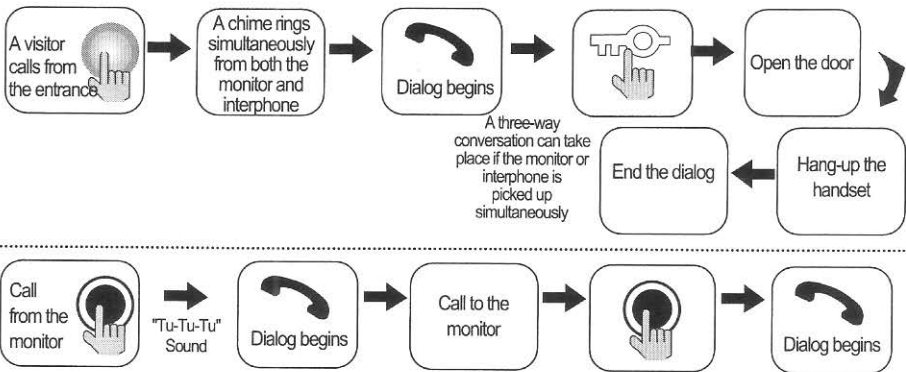 A visitor
calls from
the entrance
A chime rings
simultaneously
from both the
monitor and
interphone
Dialog begins
A three-way
conversation can take
place if the monitor or
interphone is
picked up
simultaneously
Open the door
Hang-up the
handset
End the dialog
Call
from the
monitor
"Tu-Tu-Tu"
Sound
Dialog begins
Call to the
monitor
Dialog begins